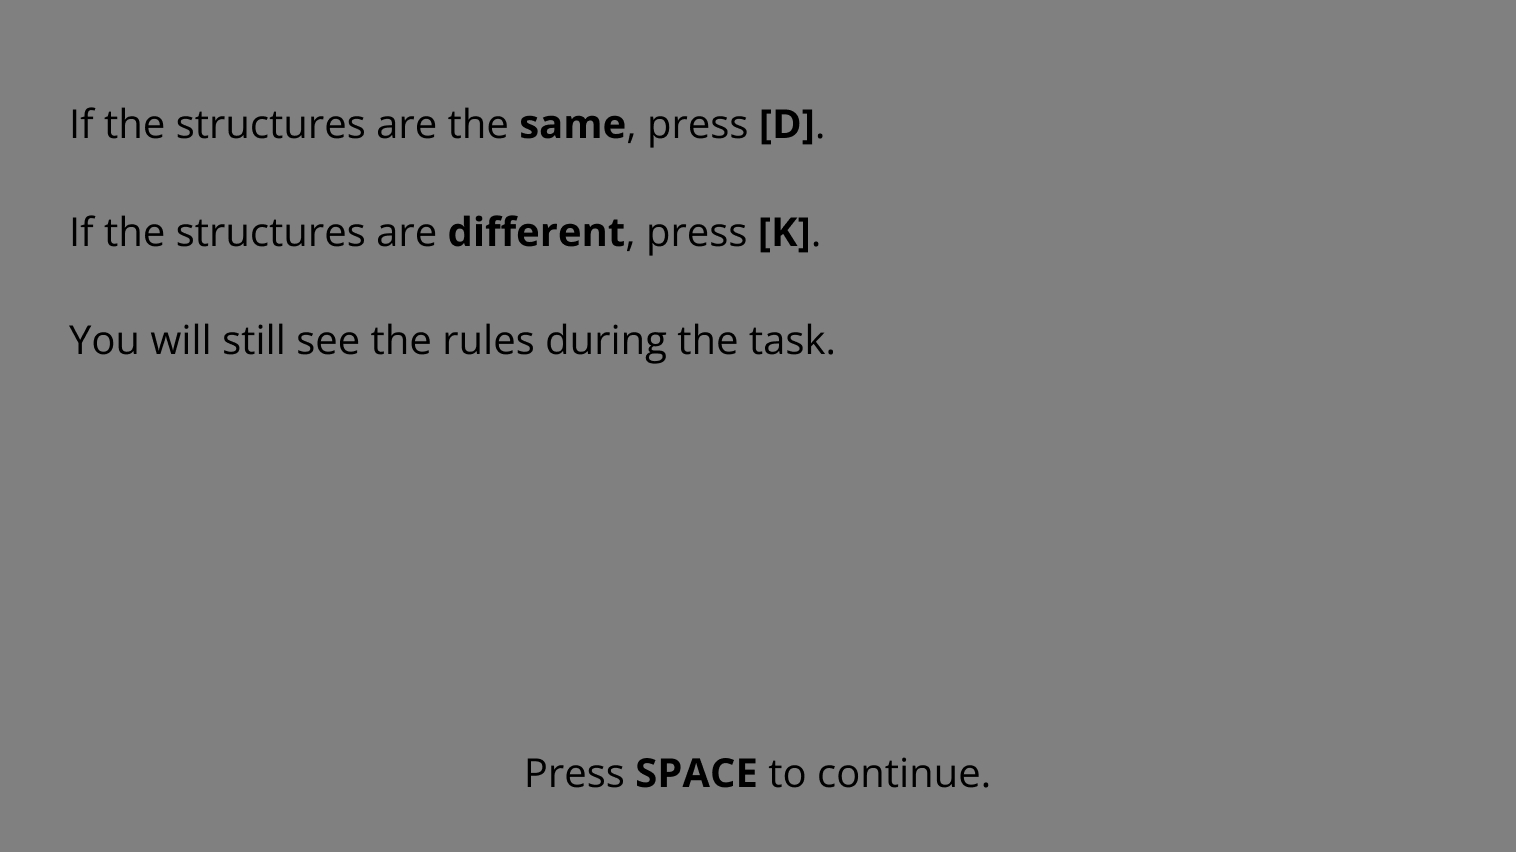 If the structures are the same, press [D].
If the structures are different, press [K].
You will still see the rules during the task.
Press SPACE to continue.